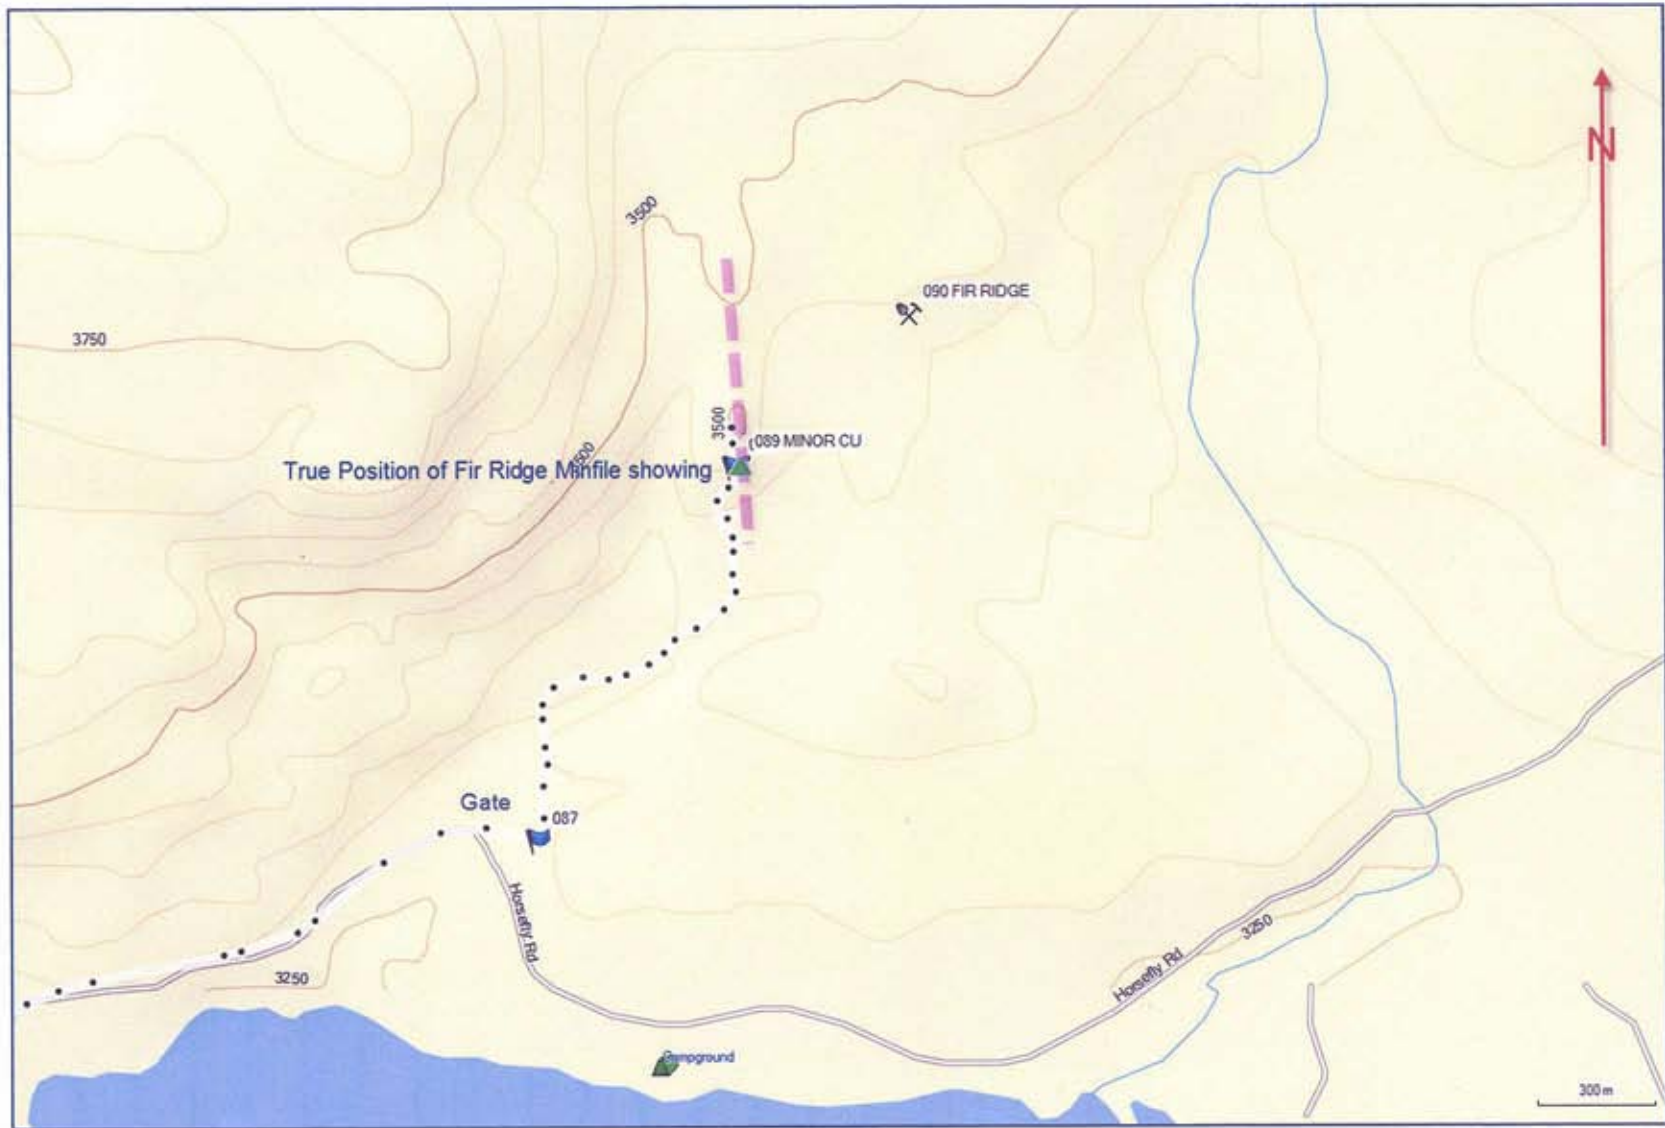 N
3500
090 FIR RIDGE
3750
3500
089 MINOR CU
True Position of Fir Ridge Minfile showing
Gate
087
Horsefly Rd
3250
3250
Horsefly Rd
Campground
300 m